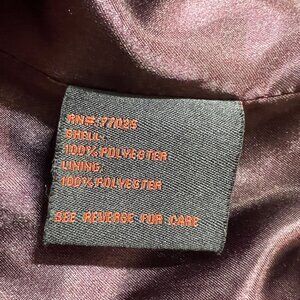 RN#:77025
SHELL:
100% POLYESTER
LINING:
100% POLYESTER
SEE REVERSE FOR CARE